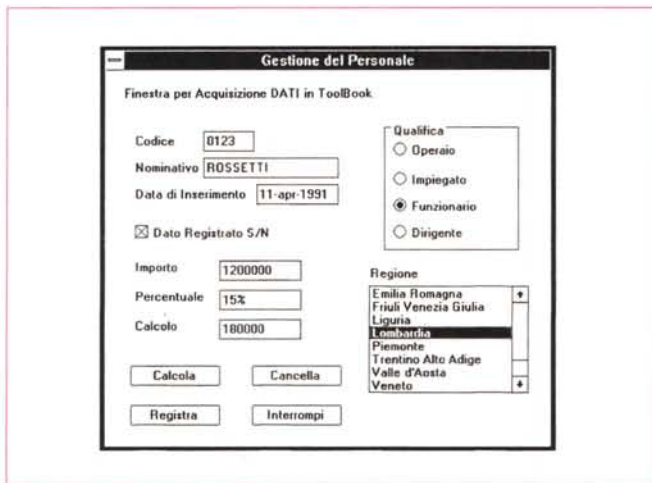 Gestione del Personale
Finestra per Acquisizione DATI in ToolBook
Codice 0123
Nominativo ROSSETTI
Data di Inserimento 11-apr-1991
Dato Registrato S/N
Importo 1200000
Percentuale 15%
Calcolo 180000
Calcola Cancella
Registra Interrompi
Qualifica
Operaio
Impiegato
Funzionario
Dirigente
Regione
Emilia Romagna
Friuli Venezia Giulia
Liguria
Lombardia
Piemonte
Trentino Alto Adige
Valle d'Aosta
Veneto